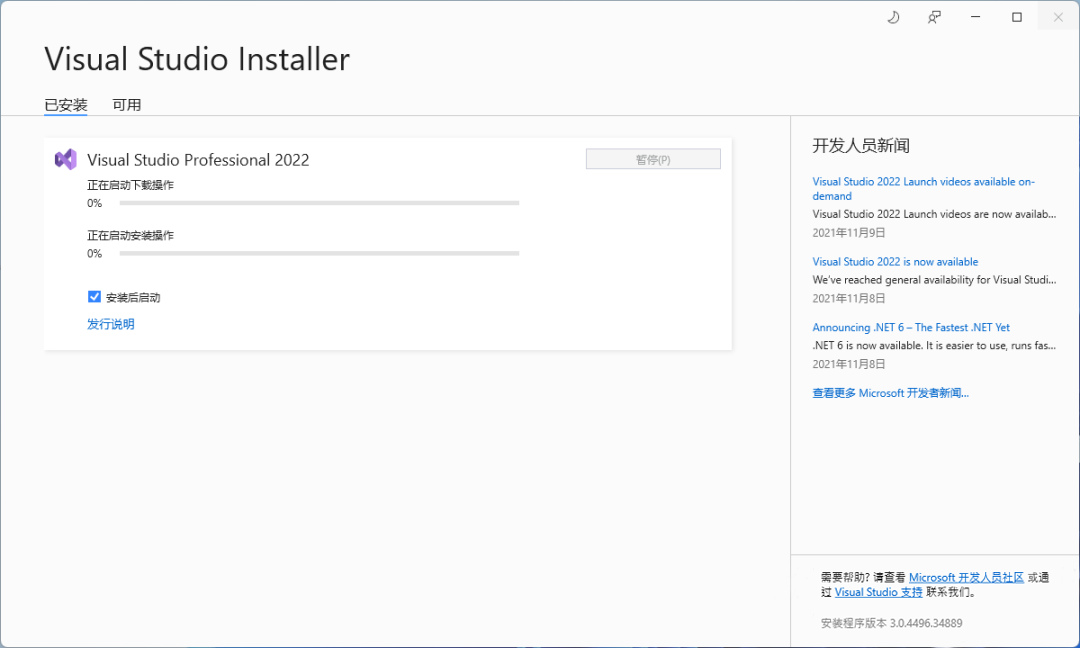 Visual Studio Installer
已安装
可用
Visual Studio Professional 2022
暂停(P)
正在启动下载操作
0%
正在启动安装操作
0%
安装后启动
发行说明
开发人员新闻
Visual Studio 2022 Launch videos available on-
demand
Visual Studio 2022 Launch videos are now availab...
2021年11月9日
Visual Studio 2022 is now available
We've reached general availability for Visual Studi...
2021年11月8日
Announcing .NET 6 – The Fastest .NET Yet
.NET 6 is now available. It is easier to use, runs fas...
2021年11月8日
查看更多 Microsoft 开发者新闻...
需要帮助? 请查看 Microsoft 开发人员社区 或通
过 Visual Studio 支持 联系我们。
安装程序版本 3.0.4496.34889